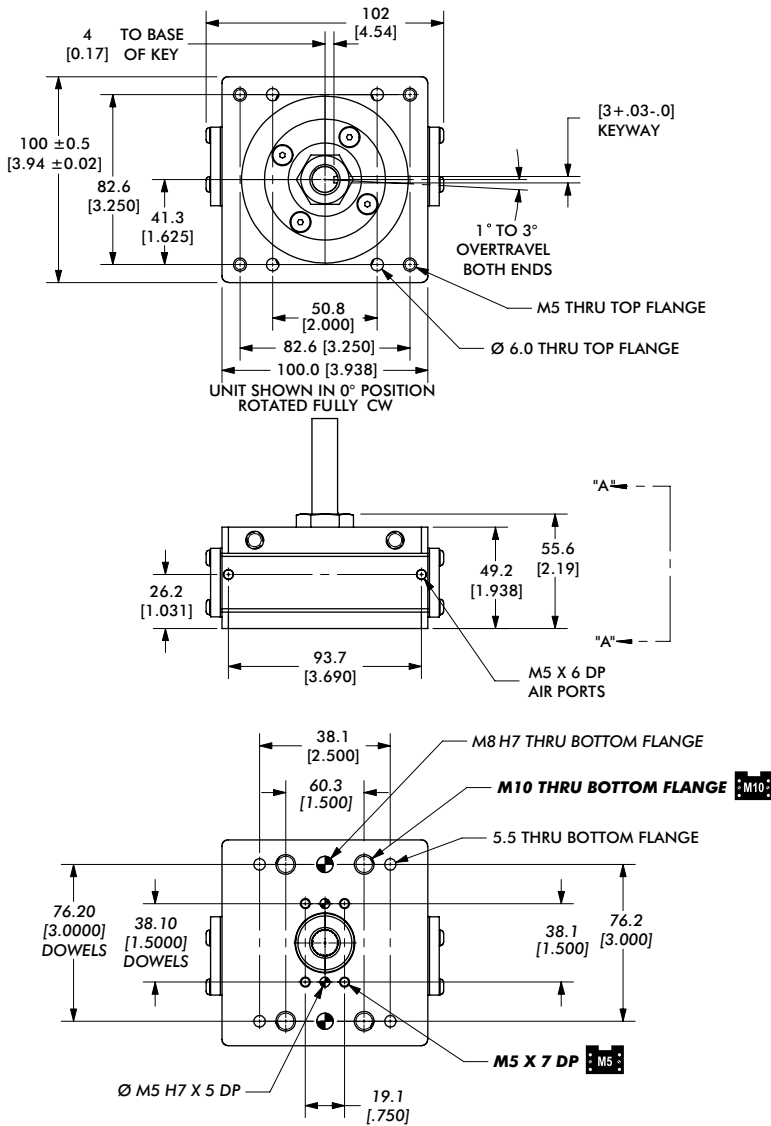 102
[4.54]
4 TO BASE
[0.17] OF KEY
[3+.03-.0]
KEYWAY
100 ±0.5
[3.94 ±0.02]
82.6
[3.250]
41.3
[1.625]
1° TO 3°
OVERTRAVEL
BOTH ENDS
50.8
[2.000]
M5 THRU TOP FLANGE
82.6 [3.250]
Ø 6.0 THRU TOP FLANGE
100.0 [3.938]
UNIT SHOWN IN 0° POSITION
ROTATED FULLY CW
"A"
55.6
[2.19]
49.2
[1.938]
26.2
[1.031]
"A"
93.7
[3.690]
M5 X 6 DP
AIR PORTS
38.1
[2.500]
M8 H7 THRU BOTTOM FLANGE
60.3
[1.500]
M10 THRU BOTTOM FLANGE M10
5.5 THRU BOTTOM FLANGE
76.20
[3.0000]
DOWELS
38.10
[1.5000]
DOWELS
38.1
[1.500]
76.2
[3.000]
M5 X 7 DP M5
Ø M5 H7 X 5 DP
19.1
[.750]